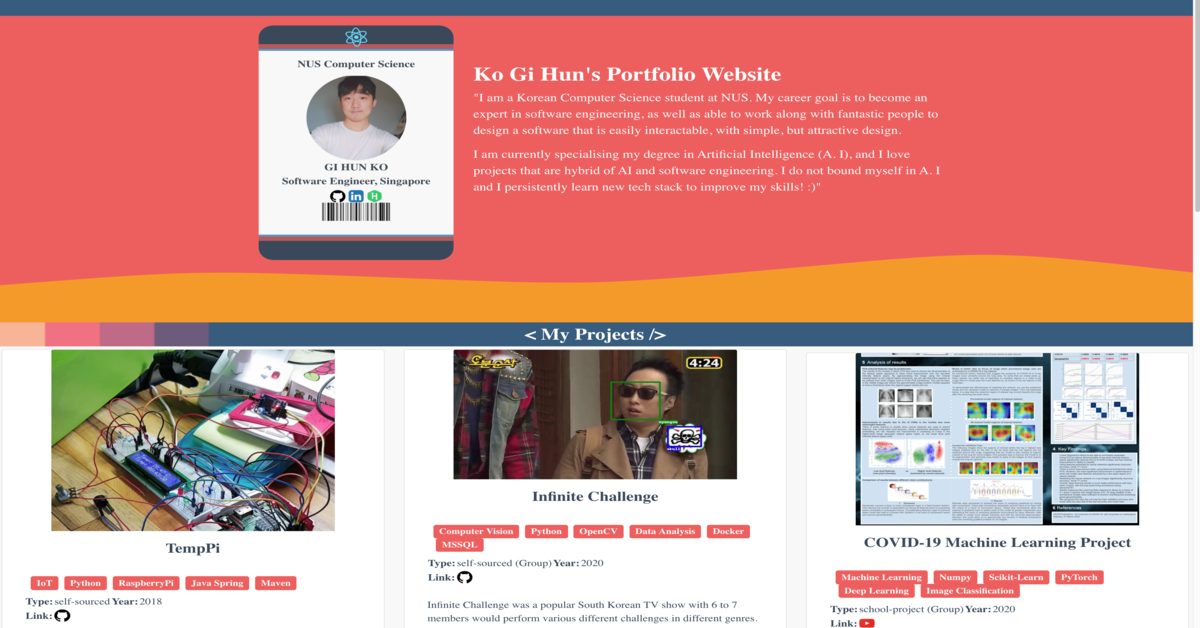 NUS Computer Science
GI HUN KO
Software Engineer, Singapore
Ko Gi Hun's Portfolio Website
"I am a Korean Computer Science student at NUS. My career goal is to become an
expert in software engineering, as well as able to work along with fantastic people to
design a software that is easily interactable, with simple, but attractive design.
I am currently specialising my degree in Artificial Intelligence (A. I), and I love
projects that are hybrid of AI and software engineering. I do not bound myself in A. I
and I persistently learn new tech stack to improve my skills! :)"
< My Projects />
TempPi
IoT Python RaspberryPi Java Spring Maven
Type: self-sourced Year: 2018
Link:
4:24
Infinite Challenge
Computer Vision Python OpenCV Data Analysis Docker
MSSQL
Type: self-sourced (Group) Year: 2020
Link:
Infinite Challenge was a popular South Korean TV show with 6 to 7
members would perform various different challenges in different genres.
5 Analysis of results
Key Findings
References
COVID-19 Machine Learning Project
Machine Learning Numpy Scikit-Learn PyTorch
Deep Learning Image Classification
Type: school-project (Group) Year: 2020
Link: